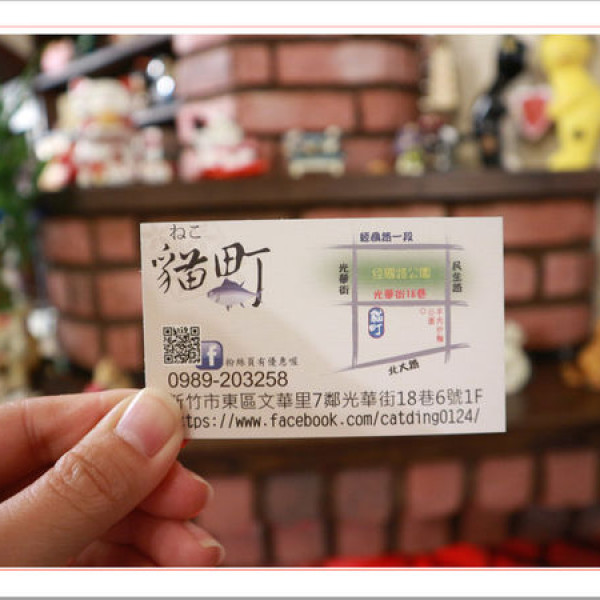 ねこ
貓町
粉絲頁有優惠喔
0989-203258
新竹市東區文華里7鄰光華街18巷6號1F
https://www.facebook.com/catding0124/
經國路一段
光華街
經國路公園
民生路
光華街18巷
貓町
北大路